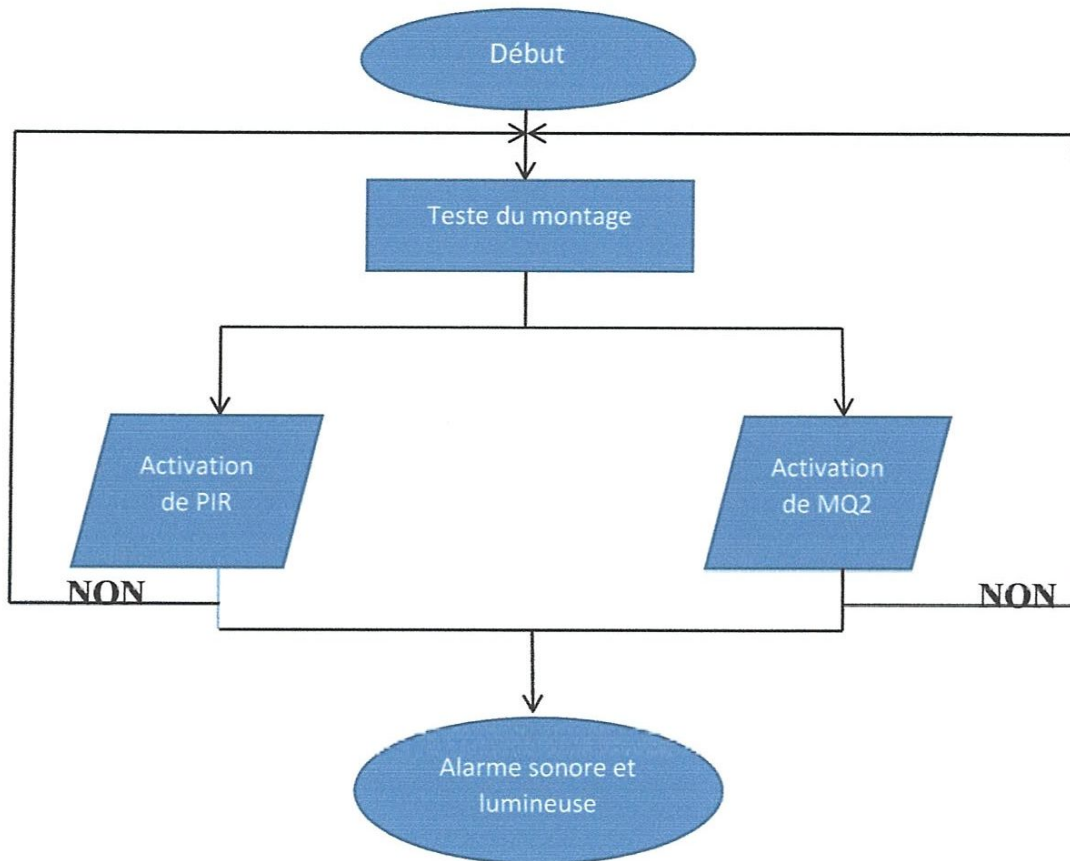 Début
Teste du montage
Activation
de PIR
Activation
de MQ2
NON
NON
Alarme sonore et
lumineuse